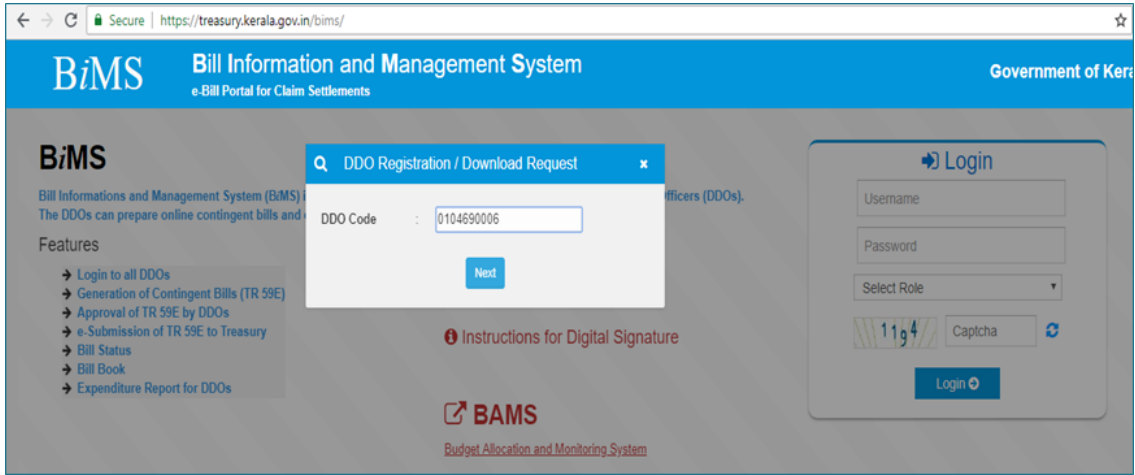 Secure | https://treasury.kerala.gov.in/bims/
BiMS
Bill Information and Management System
e-Bill Portal for Claim Settlements
Government of Kera
BiMS
Bill Informations and Management System (BiMS) i
fficers (DDOs).
The DDOs can prepare online contingent bills and
Features
Login to all DDOs
Generation of Contingent Bills (TR 59E)
Approval of TR 59E by DDOs
e-Submission of TR 59E to Treasury
Bill Status
Bill Book
Expenditure Report for DDOs
DDO Registration / Download Request
DDO Code : 0104690006
Next
Instructions for Digital Signature
BAMS
Budget Allocation and Monitoring System
Login
Username
Password
Select Role
1194
Captcha
Login